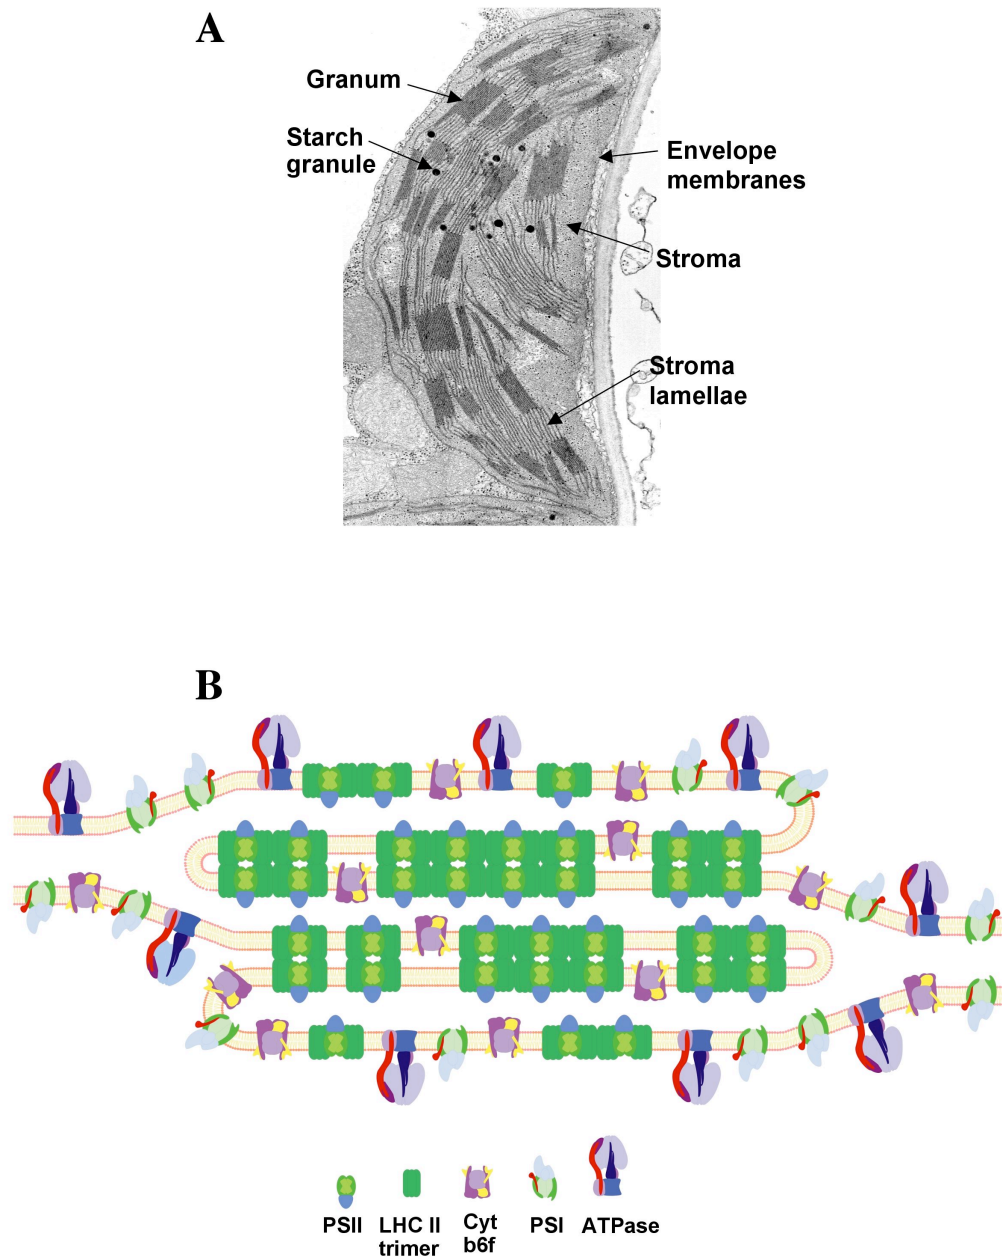 A
Granum
Starch
granule
Envelope
membranes
Stroma
Stroma
lamellae
B
PSII
LHC II
trimer
Cyt
b6f
PSI
ATPase